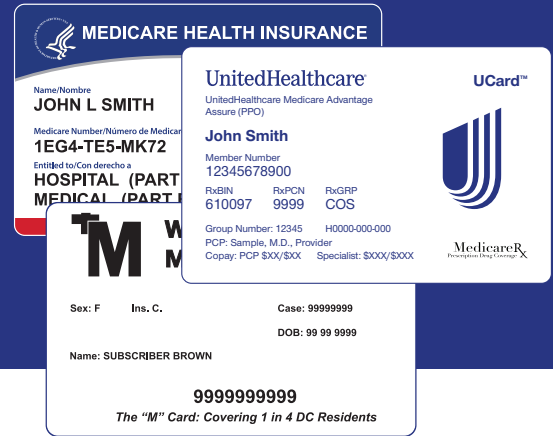 MEDICARE HEALTH INSURANCE
Name/Nombre
JOHN L SMITH
Medicare Number/Número de Medicar
1EG4-TE5-MK72
Entitled to/Con derecho a
HOSPITAL (PART
MEDICAL (PART
UnitedHealthcare®
UCard™
UnitedHealthcare Medicare Advantage
Assure (PPO)
John Smith
Member Number
12345678900
RxBIN RxPCN RxGRP
610097 9999 COS
Group Number: 12345 H0000-000-000
PCP: Sample, M.D., Provider
Copay: PCP $XX/$XX Specialist: $XXX/$XXX
MedicareRx
Prescription Drug Coverage
M
Sex: F Ins. C.
Case: 99999999
DOB: 99 99 9999
Name: SUBSCRIBER BROWN
9999999999
The “M” Card: Covering 1 in 4 DC Residents